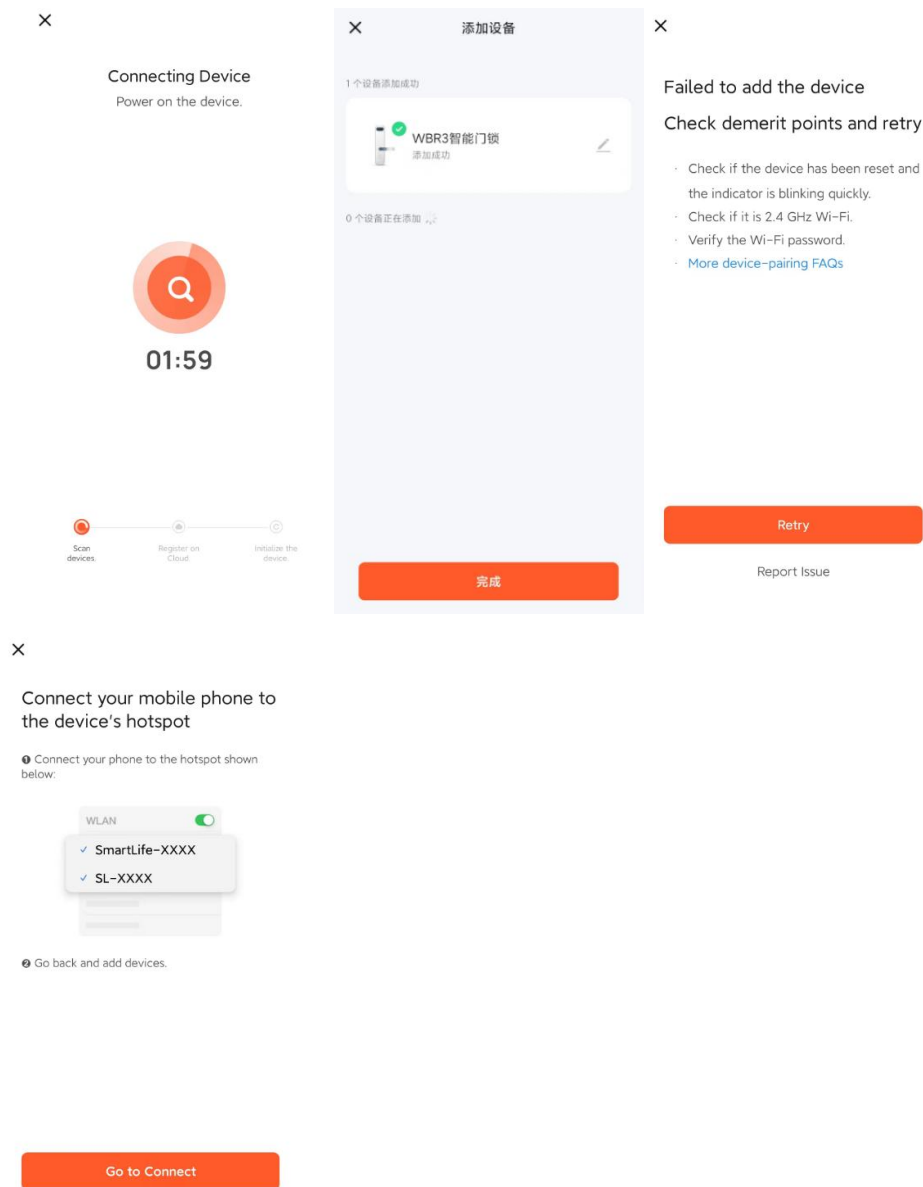 Connecting Device
Power on the device.
01:59
Scan
devices.
Register on
Cloud
Initialize the
device.
添加设备
1 个设备添加成功
WBR3智能门锁
添加成功
0 个设备正在添加
完成
Failed to add the device
Check demerit points and retry
· Check if the device has been reset and
the indicator is blinking quickly.
· Check if it is 2.4 GHz Wi-Fi.
· Verify the Wi-Fi password.
· More device-pairing FAQs
Retry
Report Issue
Connect your mobile phone to
the device's hotspot
❶ Connect your phone to the hotspot shown
below:
WLAN
✓ SmartLife-XXXX
✓ SL-XXXX
❷ Go back and add devices.
Go to Connect